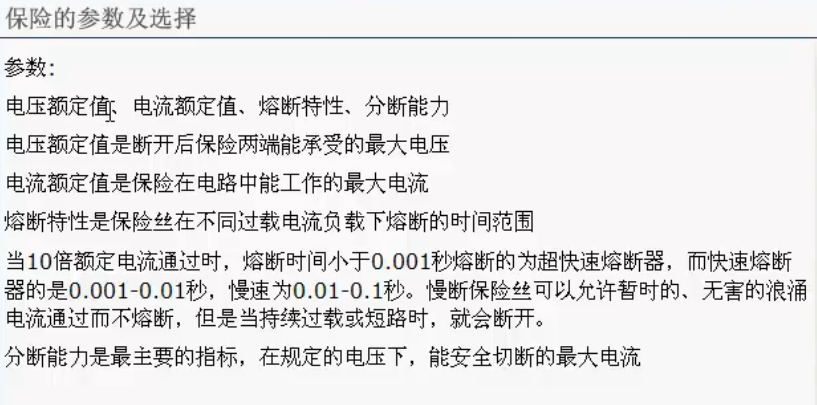 保险的参数及选择
参数：
电压额定值、电流额定值、熔断特性、分断能力
电压额定值是断开后保险两端能承受的最大电压
电流额定值是保险在电路中能工作的最大电流
熔断特性是保险丝在不同过载电流负载下熔断的时间范围
当10倍额定电流通过时，熔断时间小于0.001秒熔断的为超快速熔断器，而快速熔断
器的是0.001-0.01秒，慢速为0.01-0.1秒。慢断保险丝可以允许暂时的、无害的浪涌
电流通过而不熔断，但是当持续过载或短路时，就会断开。
分断能力是最主要的指标，在规定的电压下，能安全切断的最大电流